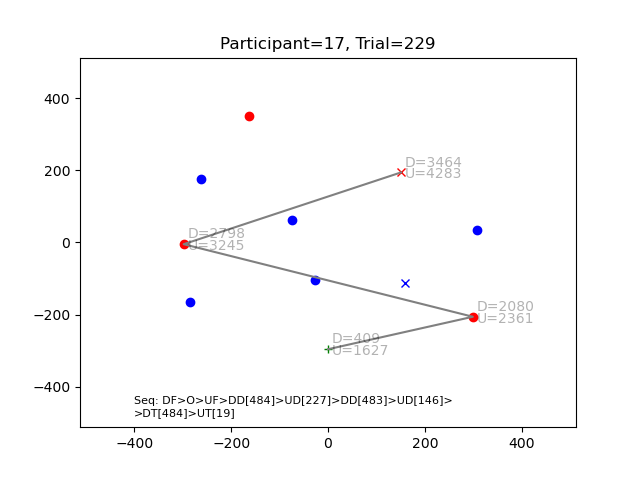 Participant=17, Trial=229
400
200
0
−200
−400
D=3464
U=4283
D=2798
U=3245
D=2080
U=2361
D=409
U=1627
Seq: DF>O>UF>DD[484]>UD[227]>DD[483]>UD[146]>
>DT[484]>UT[19]
−400
−200
0
200
400